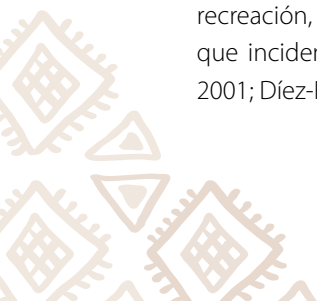 recreación,
que inciden
2001; Díez-